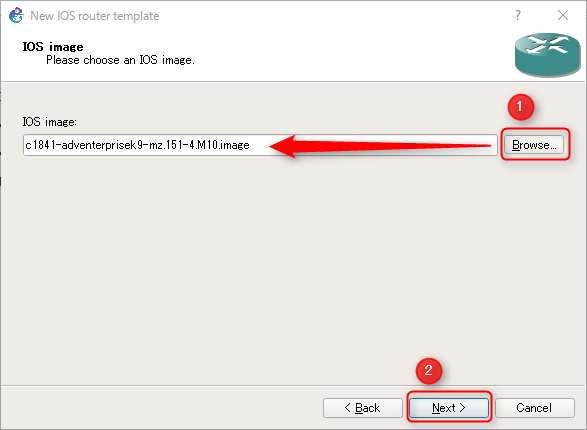 New IOS router template
IOS image
Please choose an IOS image.
1
IOS image:
c1841-adventerprisek9-mz.151-4.M10.image
Browse...
2
< Back
Next >
Cancel